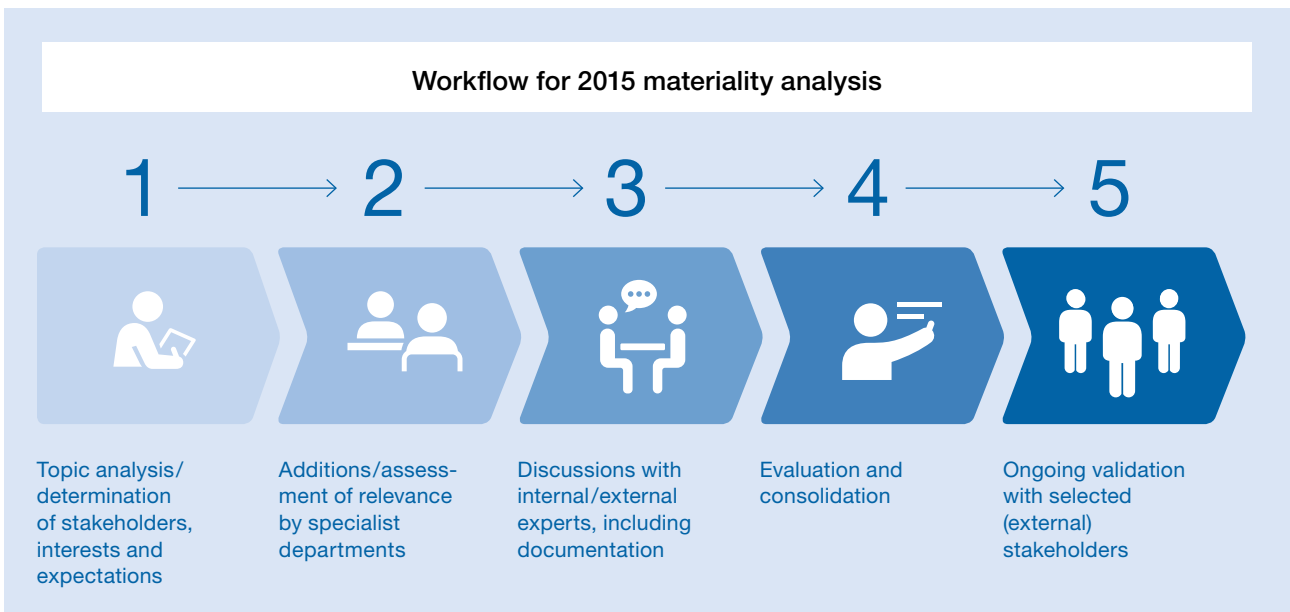 Workflow for 2015 materiality analysis
1
2
3
4
5
Topic analysis/
determination
of stakeholders,
interests and
expectations
Additions/assess-
ment of relevance
by specialist
departments
Discussions with
internal/external
experts, including
documentation
Evaluation and
consolidation
Ongoing validation
with selected
(external)
stakeholders